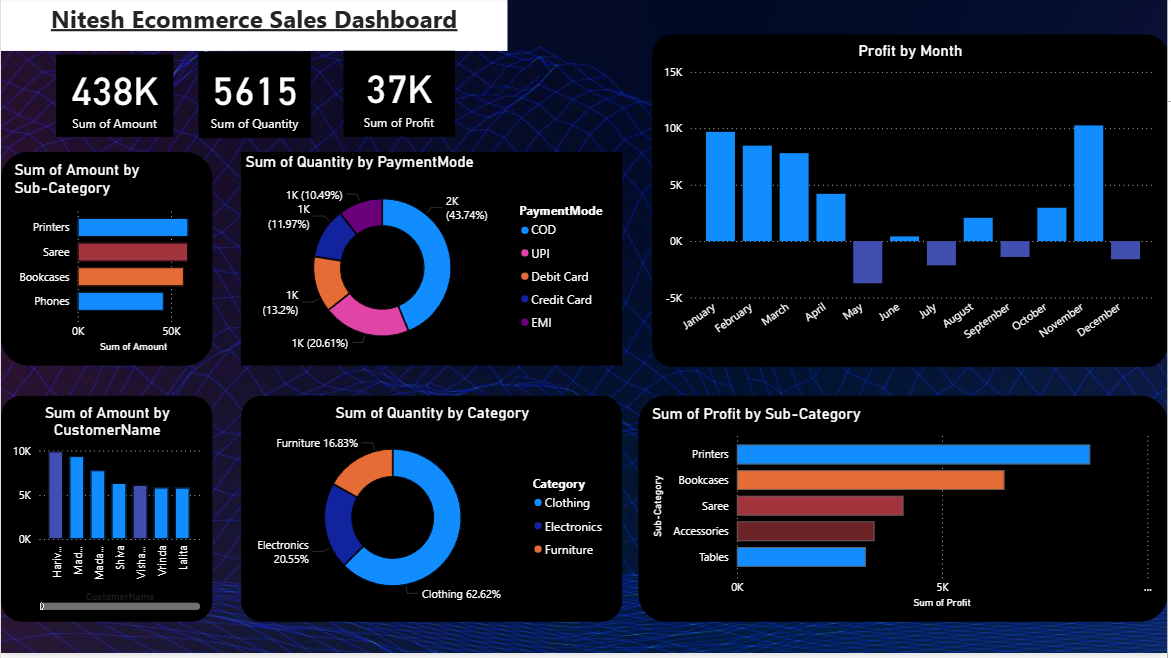 Nitesh Ecommerce Sales Dashboard
438K
Sum of Amount
5615
Sum of Quantity
37K
Sum of Profit
Profit by Month
15K
10K
5K
0K
-5K
January
February
March
April
May
June
July
August
September
October
November
December
Sum of Amount by
Sub-Category
Printers
Saree
Bookcases
Phones
0K
50K
Sum of Amount
Sum of Quantity by PaymentMode
1K (10.49%)
1K
(11.97%)
1K
(13.2%)
1K (20.61%)
2K
(43.74%)
PaymentMode
COD
UPI
Debit Card
Credit Card
EMI
Sum of Amount by
CustomerName
10K
5K
0K
Hariv...
Mad...
Mada...
Shiva
Visha...
Vrinda
Lalita
CustomerName
Sum of Quantity by Category
Furniture 16.83%
Electronics
20.55%
Clothing 62.62%
Category
Clothing
Electronics
Furniture
Sum of Profit by Sub-Category
Sub-Category
Printers
Bookcases
Saree
Accessories
Tables
0K
5K
...
Sum of Profit